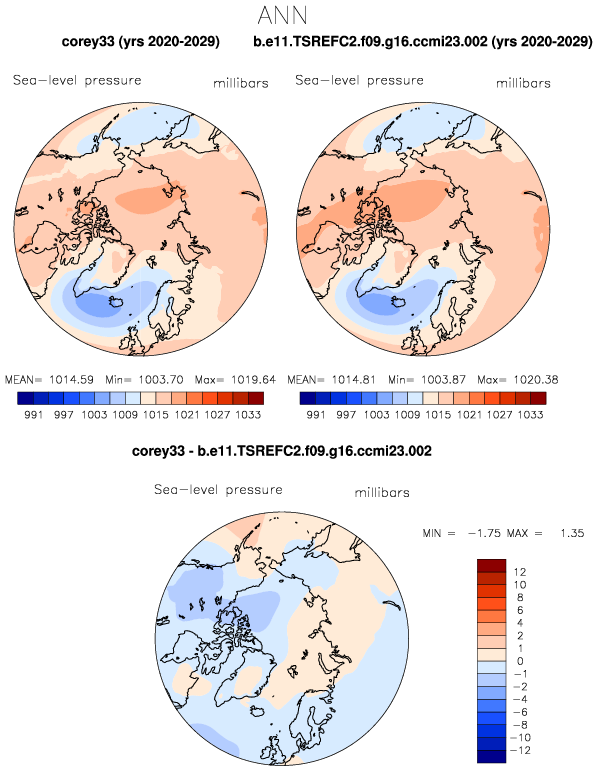 ANN
corey33 (yrs 2020-2029) b.e11.TSREFC2.f09.g16.ccmi23.002 (yrs 2020-2029)
Sea-level pressure millibars Sea-level pressure millibars
MEAN= 1014.59 Min= 1003.70 Max= 1019.64 MEAN= 1014.81 Min= 1003.87 Max= 1020.38
991 997 1003 1009 1015 1021 1027 1033 991 997 1003 1009 1015 1021 1027 1033
corey33 - b.e11.TSREFC2.f09.g16.ccmi23.002
Sea-level pressure millibars
MIN = -1.75 MAX = 1.35
12
10
8
6
4
2
1
0
-1
-2
-4
-6
-8
-10
-12